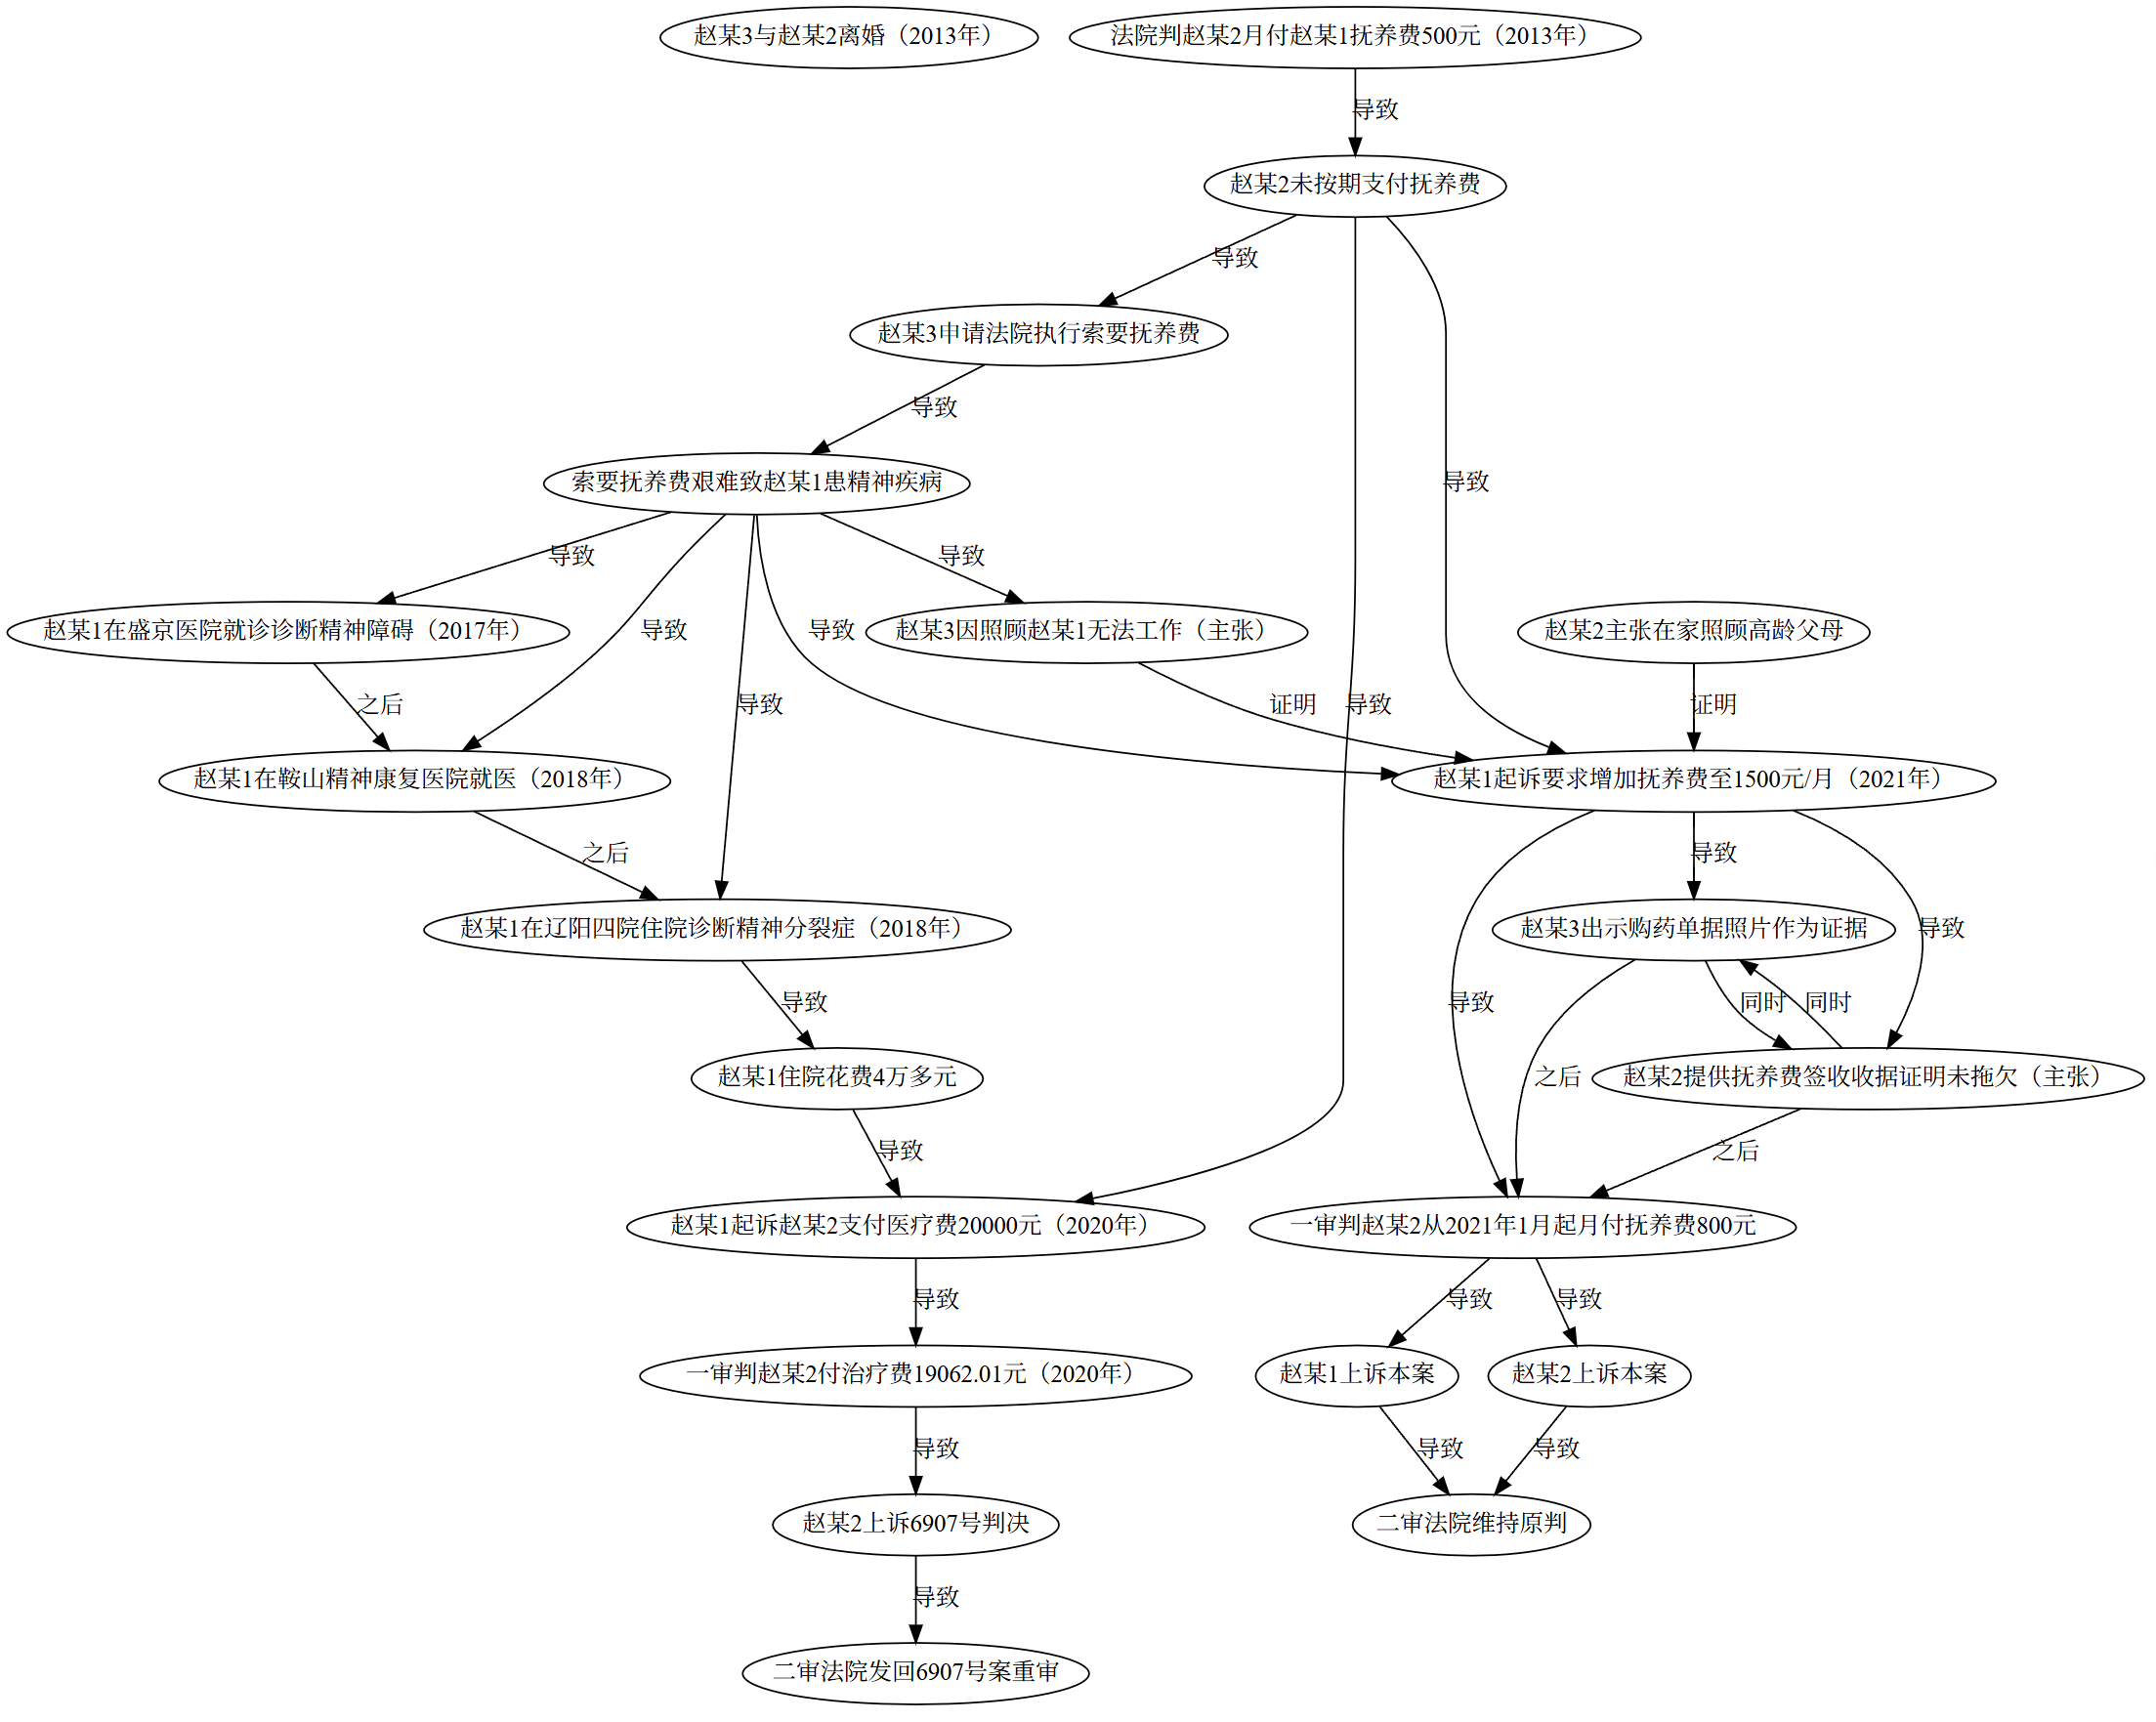 赵某3与赵某2离婚（2013年）
法院判赵某2月付赵某1抚养费500元（2013年）
导致
赵某2未按期支付抚养费
导致
赵某3申请法院执行索要抚养费
导致
索要抚养费艰难致赵某1患精神疾病
导致
导致
导致
赵某1在盛京医院就诊诊断精神障碍（2017年）
导致
导致
赵某3因照顾赵某1无法工作（主张）
赵某2主张在家照顾高龄父母
之后
导致
证明
导致
证明
赵某1在鞍山精神康复医院就医（2018年）
赵某1起诉要求增加抚养费至1500元/月（2021年）
之后
导致
赵某1在辽阳四院住院诊断精神分裂症（2018年）
赵某3出示购药单据照片作为证据
导致
导致
导致
同时
同时
赵某1住院花费4万多元
之后
赵某2提供抚养费签收收据证明未拖欠（主张）
导致
之后
赵某1起诉赵某2支付医疗费20000元（2020年）
一审判赵某2从2021年1月起月付抚养费800元
导致
导致
导致
一审判赵某2付治疗费19062.01元（2020年）
赵某1上诉本案
赵某2上诉本案
导致
导致
导致
赵某2上诉6907号判决
二审法院维持原判
导致
二审法院发回6907号案重审